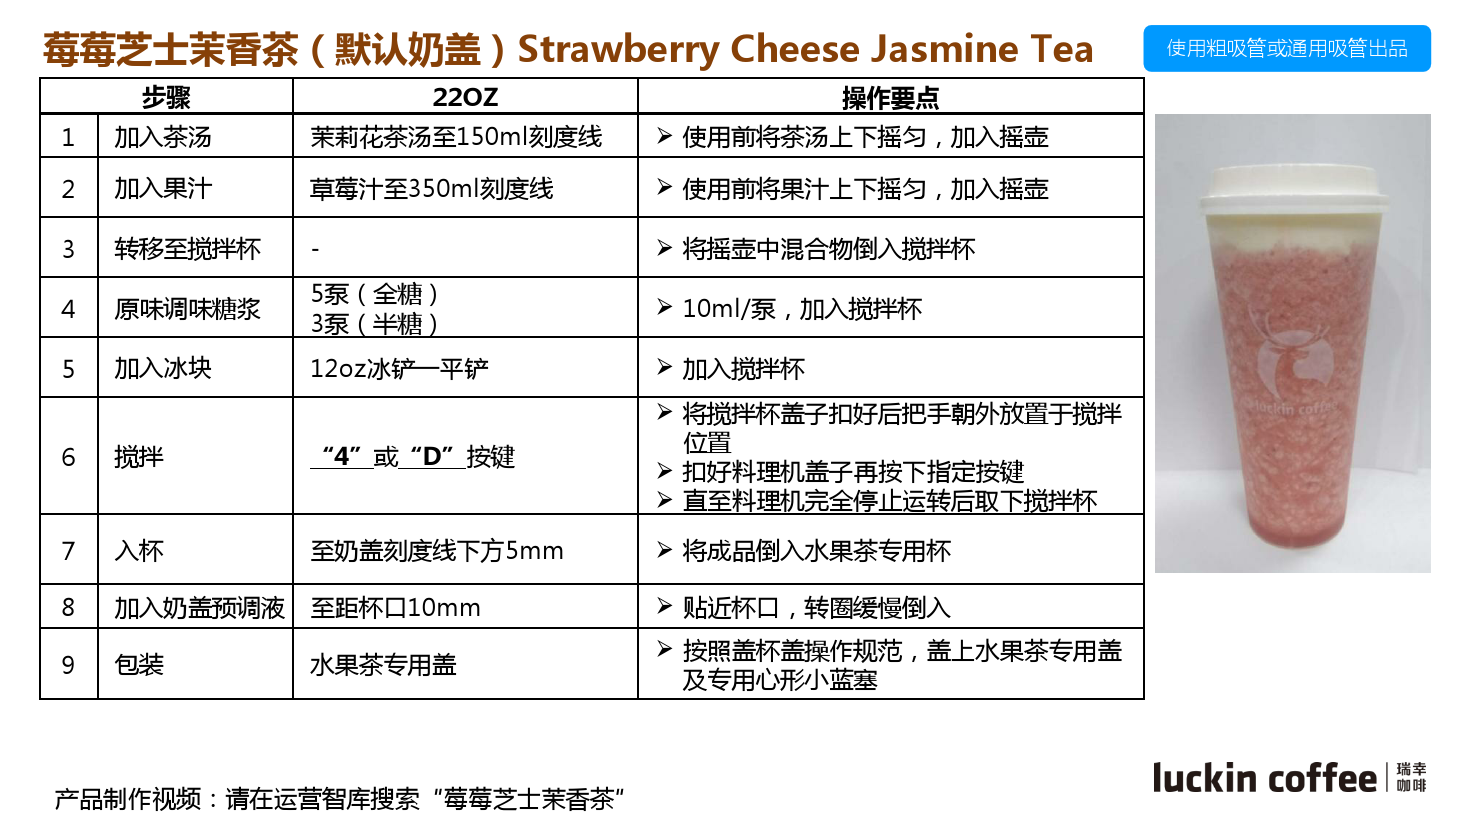 莓莓芝士茉香茶（默认奶盖）Strawberry Cheese Jasmine Tea
使用粗吸管或通用吸管出品
步骤 22OZ 操作要点
1 加入茶汤 茉莉花茶汤至150ml刻度线 ➢ 使用前将茶汤上下摇匀，加入摇壶
2 加入果汁 草莓汁至350ml刻度线 ➢ 使用前将果汁上下摇匀，加入摇壶
3 转移至搅拌杯 - ➢ 将摇壶中混合物倒入搅拌杯
4 原味调味糖浆 5泵（全糖） ➢ 10ml/泵，加入搅拌杯
3泵（半糖）
5 加入冰块 12oz冰铲一平铲 ➢ 加入搅拌杯
6 搅拌 “4”或“D”按键 ➢ 将搅拌杯盖子扣好后把手朝外放置于搅拌
位置
➢ 扣好料理机盖子再按下指定按键
➢ 直至料理机完全停止运转后取下搅拌杯
7 入杯 至奶盖刻度线下方5mm ➢ 将成品倒入水果茶专用杯
8 加入奶盖预调液 至距杯口10mm ➢ 贴近杯口，转圈缓慢倒入
9 包装 水果茶专用盖 ➢ 按照盖杯盖操作规范，盖上水果茶专用盖
及专用心形小蓝塞
luckin coffee
产品制作视频：请在运营智库搜索“莓莓芝士茉香茶”
luckin coffee 瑞幸
咖啡